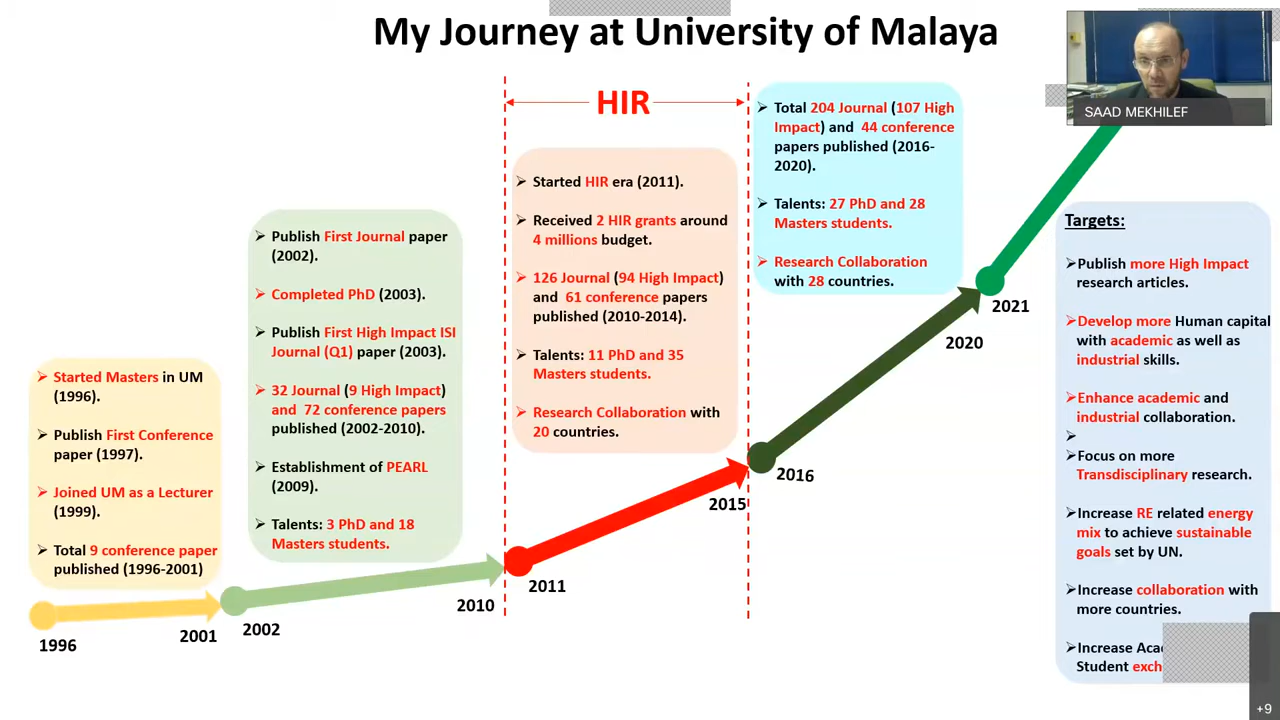 My Journey at University of Malaya
SAAD MEKHILEF
HIR
➢ Started Masters in UM
(1996).
➢ Publish First Conference
paper (1997).
➢ Joined UM as a Lecturer
(1999).
➢ Total 9 conference paper
published (1996-2001)
➢ Publish First Journal paper
(2002).
➢ Completed PhD (2003).
➢ Publish First High Impact ISI
Journal (Q1) paper (2003).
➢ 32 Journal (9 High Impact)
and 72 conference papers
published (2002-2010).
➢ Establishment of PEARL
(2009).
➢ Talents: 3 PhD and 18
Masters students.
➢ Started HIR era (2011).
➢ Received 2 HIR grants around
4 millions budget.
➢ 126 Journal (94 High Impact)
and 61 conference papers
published (2010-2014).
➢ Talents: 11 PhD and 35
Masters students.
➢ Research Collaboration with
20 countries.
➢ Total 204 Journal (107 High
Impact) and 44 conference
papers published (2016-
2020).
➢ Talents: 27 PhD and 28
Masters students.
➢ Research Collaboration
with 28 countries.
Targets:
➢Publish more High Impact
research articles.
➢Develop more Human capital
with academic as well as
industrial skills.
➢Enhance academic and
industrial collaboration.
➢
➢Focus on more
Transdisciplinary research.
➢Increase RE related energy
mix to achieve sustainable
goals set by UN.
➢Increase collaboration with
more countries.
➢Increase
Student
1996
2001
2002
2010
2011
2015
2016
2020
2021
+9